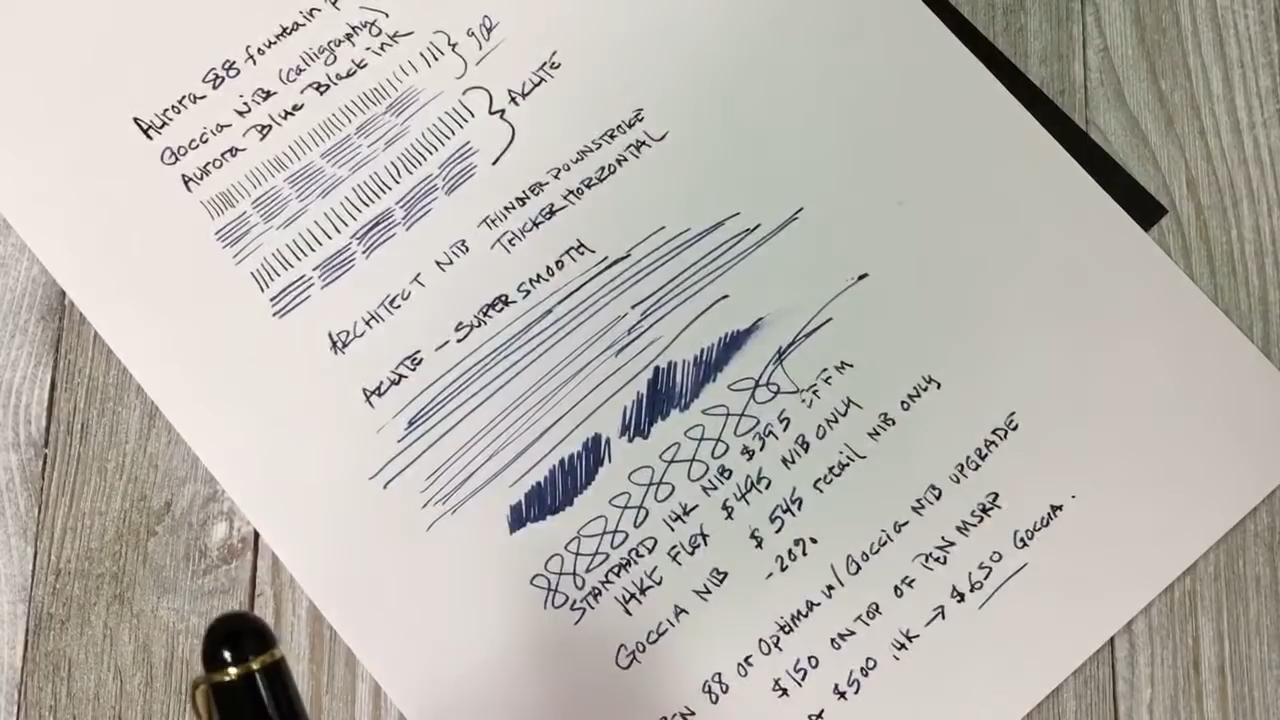 Aurora 88 fountain
Goccia NIB (calligraphy)
Aurora Blue Black ink
90
ACUTE
ARCHITECT NIB THINNER DOWNSTROKE
THICKER HORIZONTAL
ACUTE - SUPER SMOOTH
88888888
STANDARD 14K NIB $395 EF F M
14KT FLEX $495 NIB ONLY
GOCCIA NIB $545 retail NIB ONLY
-20%
88 or Optima w/ Goccia NIB UPGRADE
$150 ON TOP OF PEN MSRP
$500 14K → $650 GOCCIA.